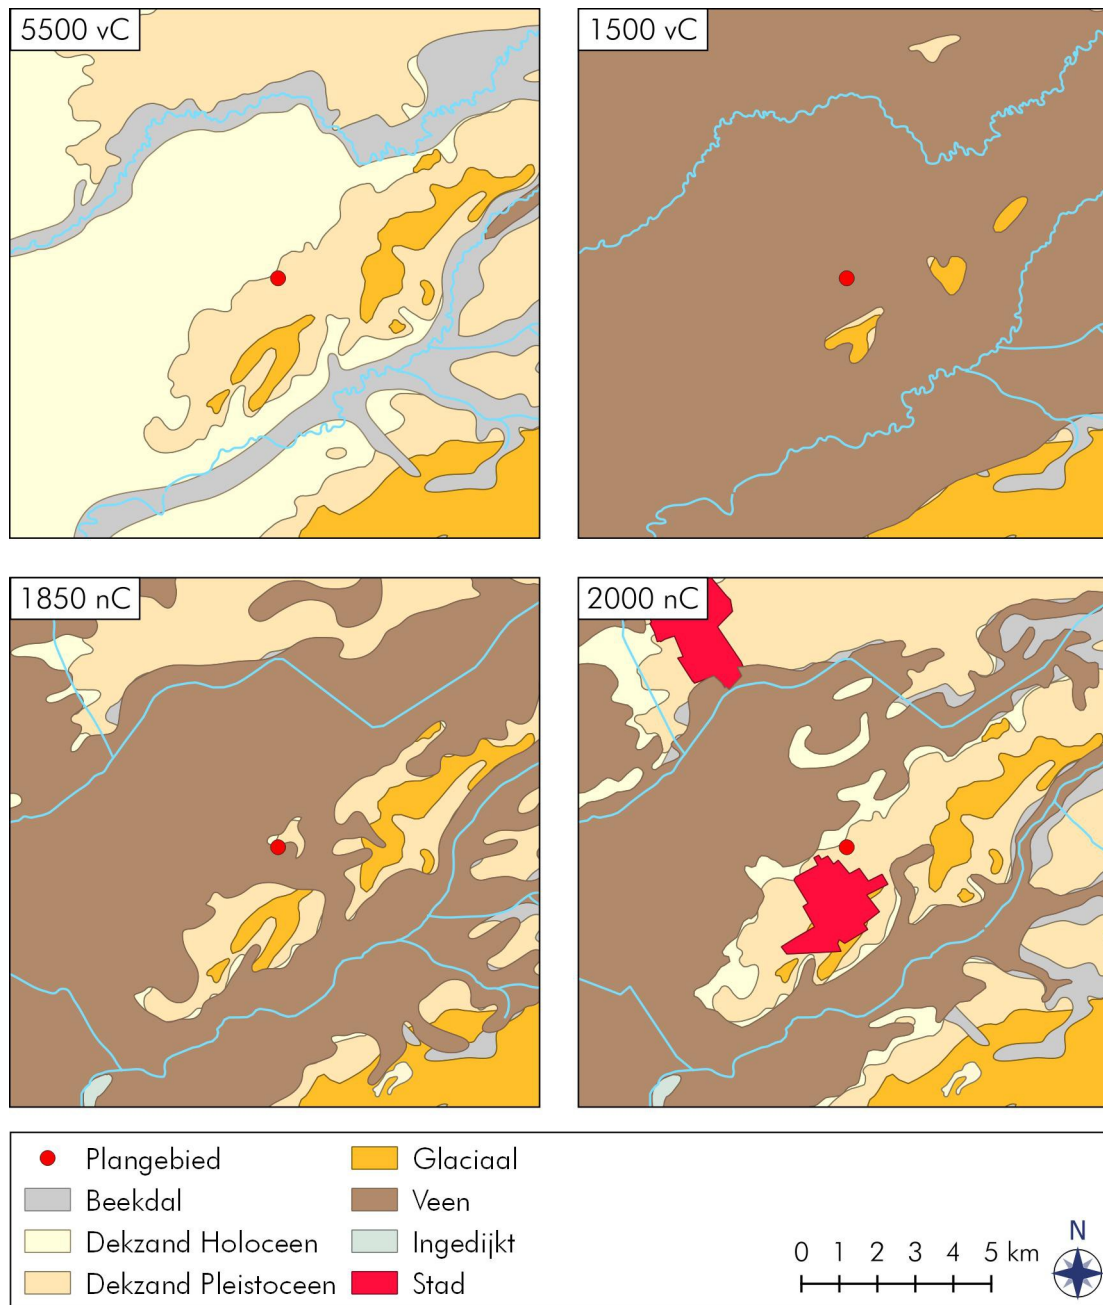 5500 vC
1500 vC
1850 nC
2000 nC
Plangebied
Beekdal
Dekzand Holoceen
Dekzand Pleistoceen
Glaciaal
Veen
Ingedijkt
Stad
0 1 2 3 4 5 km
N